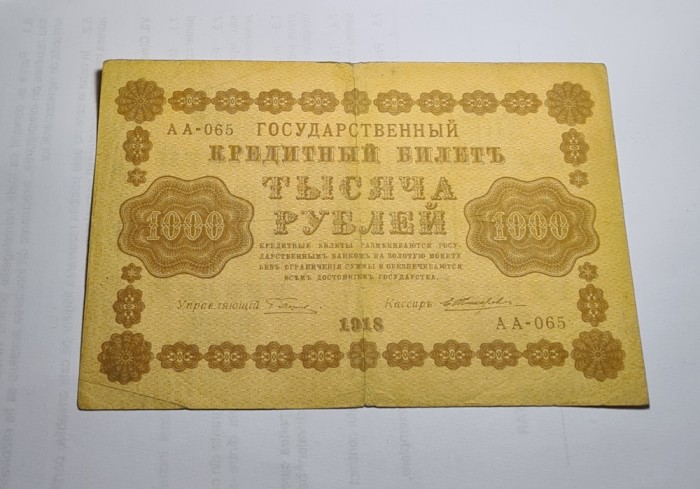 АА-065 ГОСУДАРСТВЕННЫЙ
КРЕДИТНЫЙ БИЛЕТЪ
ТЫСЯЧА
РУБЛЕЙ
1000 1000
КРЕДИТНЫЕ БИЛЕТЫ РАЗМѢНИВАЮТСЯ ГОСУ-
ДАРСТВЕННЫМЪ БАНКОМЪ НА ЗОЛОТУЮ МОНЕТУ
БЕЗЪ ОГРАНИЧЕНІЯ СУММЫ И ОБЕЗПЕЧИВАЮТСЯ
ВСѢМЪ ДОСТОЯНІЕМЪ ГОСУДАРСТВА.
Управляющій Кассиръ
1918 АА-065